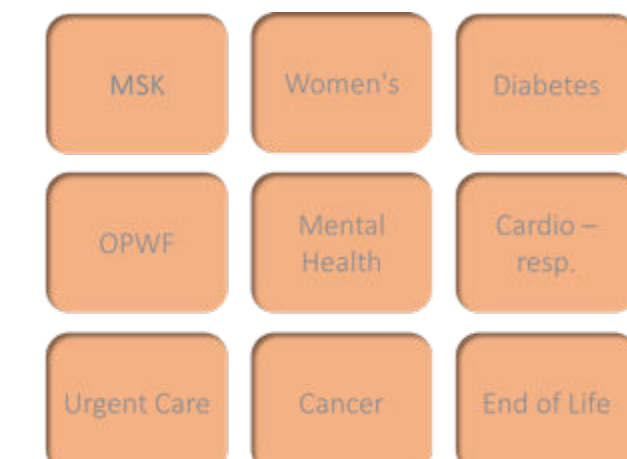 MSK
Women's
Diabetes
OPWF
Mental
Health
Cardio –
resp.
Urgent Care
Cancer
End of Life